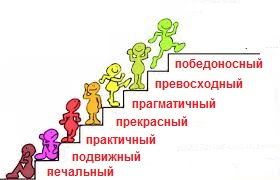 победоносный
превосходный
прагматичный
прекрасный
практичный
подвижный
печальный